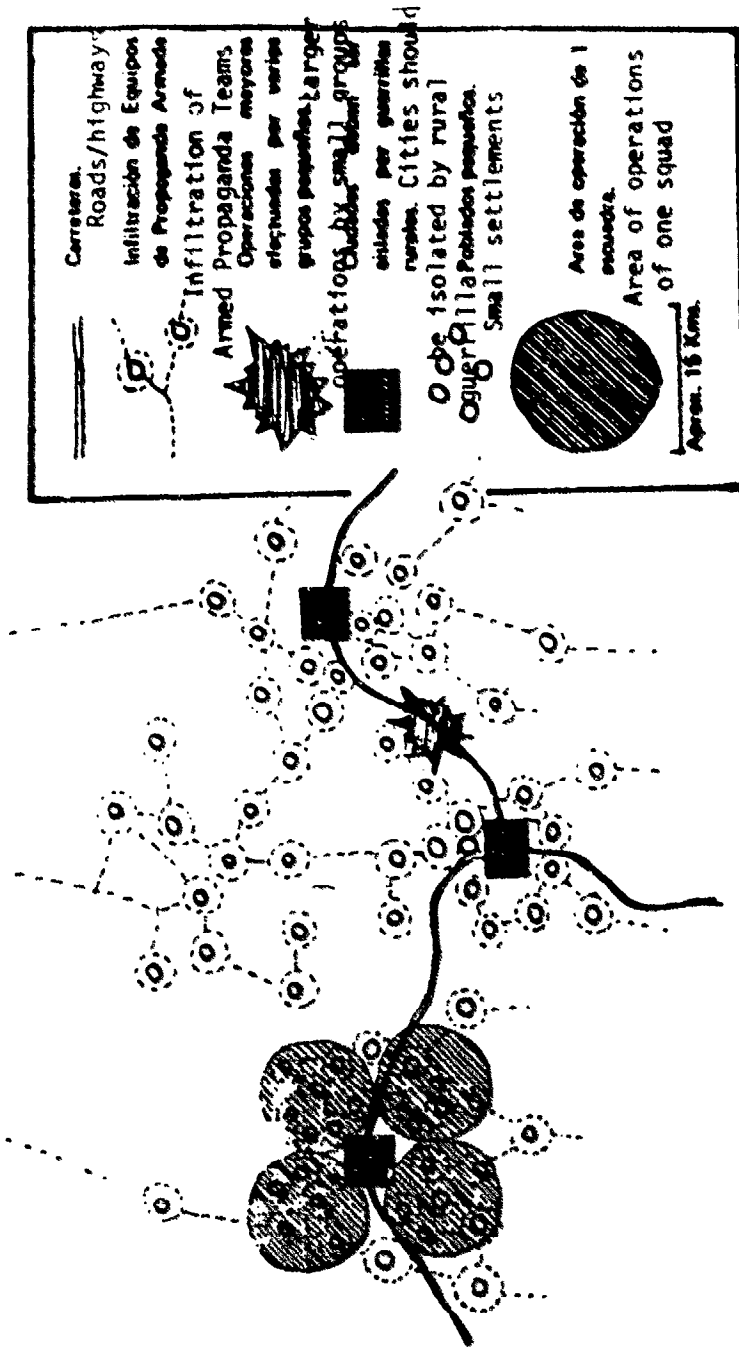 Carreteras.
Roads/highways
Infiltración de Equipos
de Propaganda Armada
Infiltration of
Armed Propaganda Teams
Operaciones mayores
efectuadas por varios
grupos pequeños.
Larger
operations by small groups
Ciudades
aisladas por guerrillas
rurales.
Cities should
be isolated by rural
guerrilla
Poblados pequeños.
Small settlements
Area de operación de 1
escuadra.
Area of operations
of one squad
Aprox. 15 Kms.